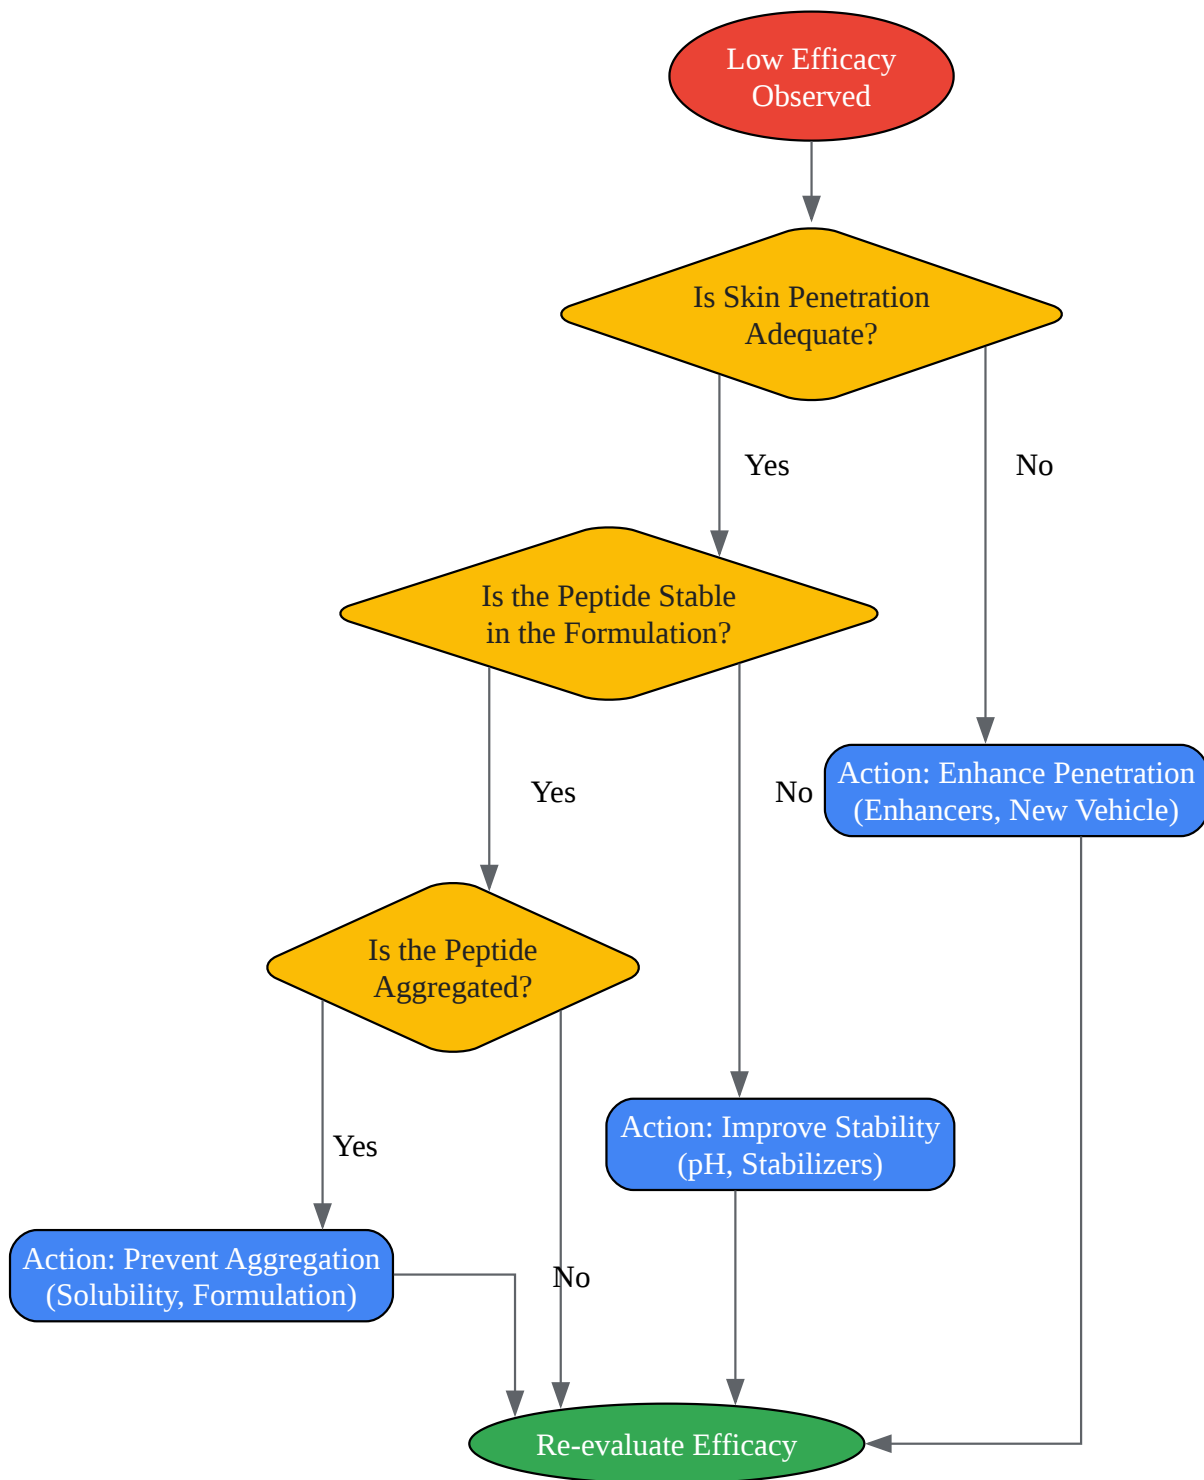 Low Efficacy
Observed
Is Skin Penetration
Adequate?
Yes
No
Is the Peptide Stable
in the Formulation?
Action: Enhance Penetration
(Enhancers, New Vehicle)
Yes
No
Is the Peptide
Aggregated?
Action: Improve Stability
(pH, Stabilizers)
Yes
Action: Prevent Aggregation
(Solubility, Formulation)
No
Re-evaluate Efficacy